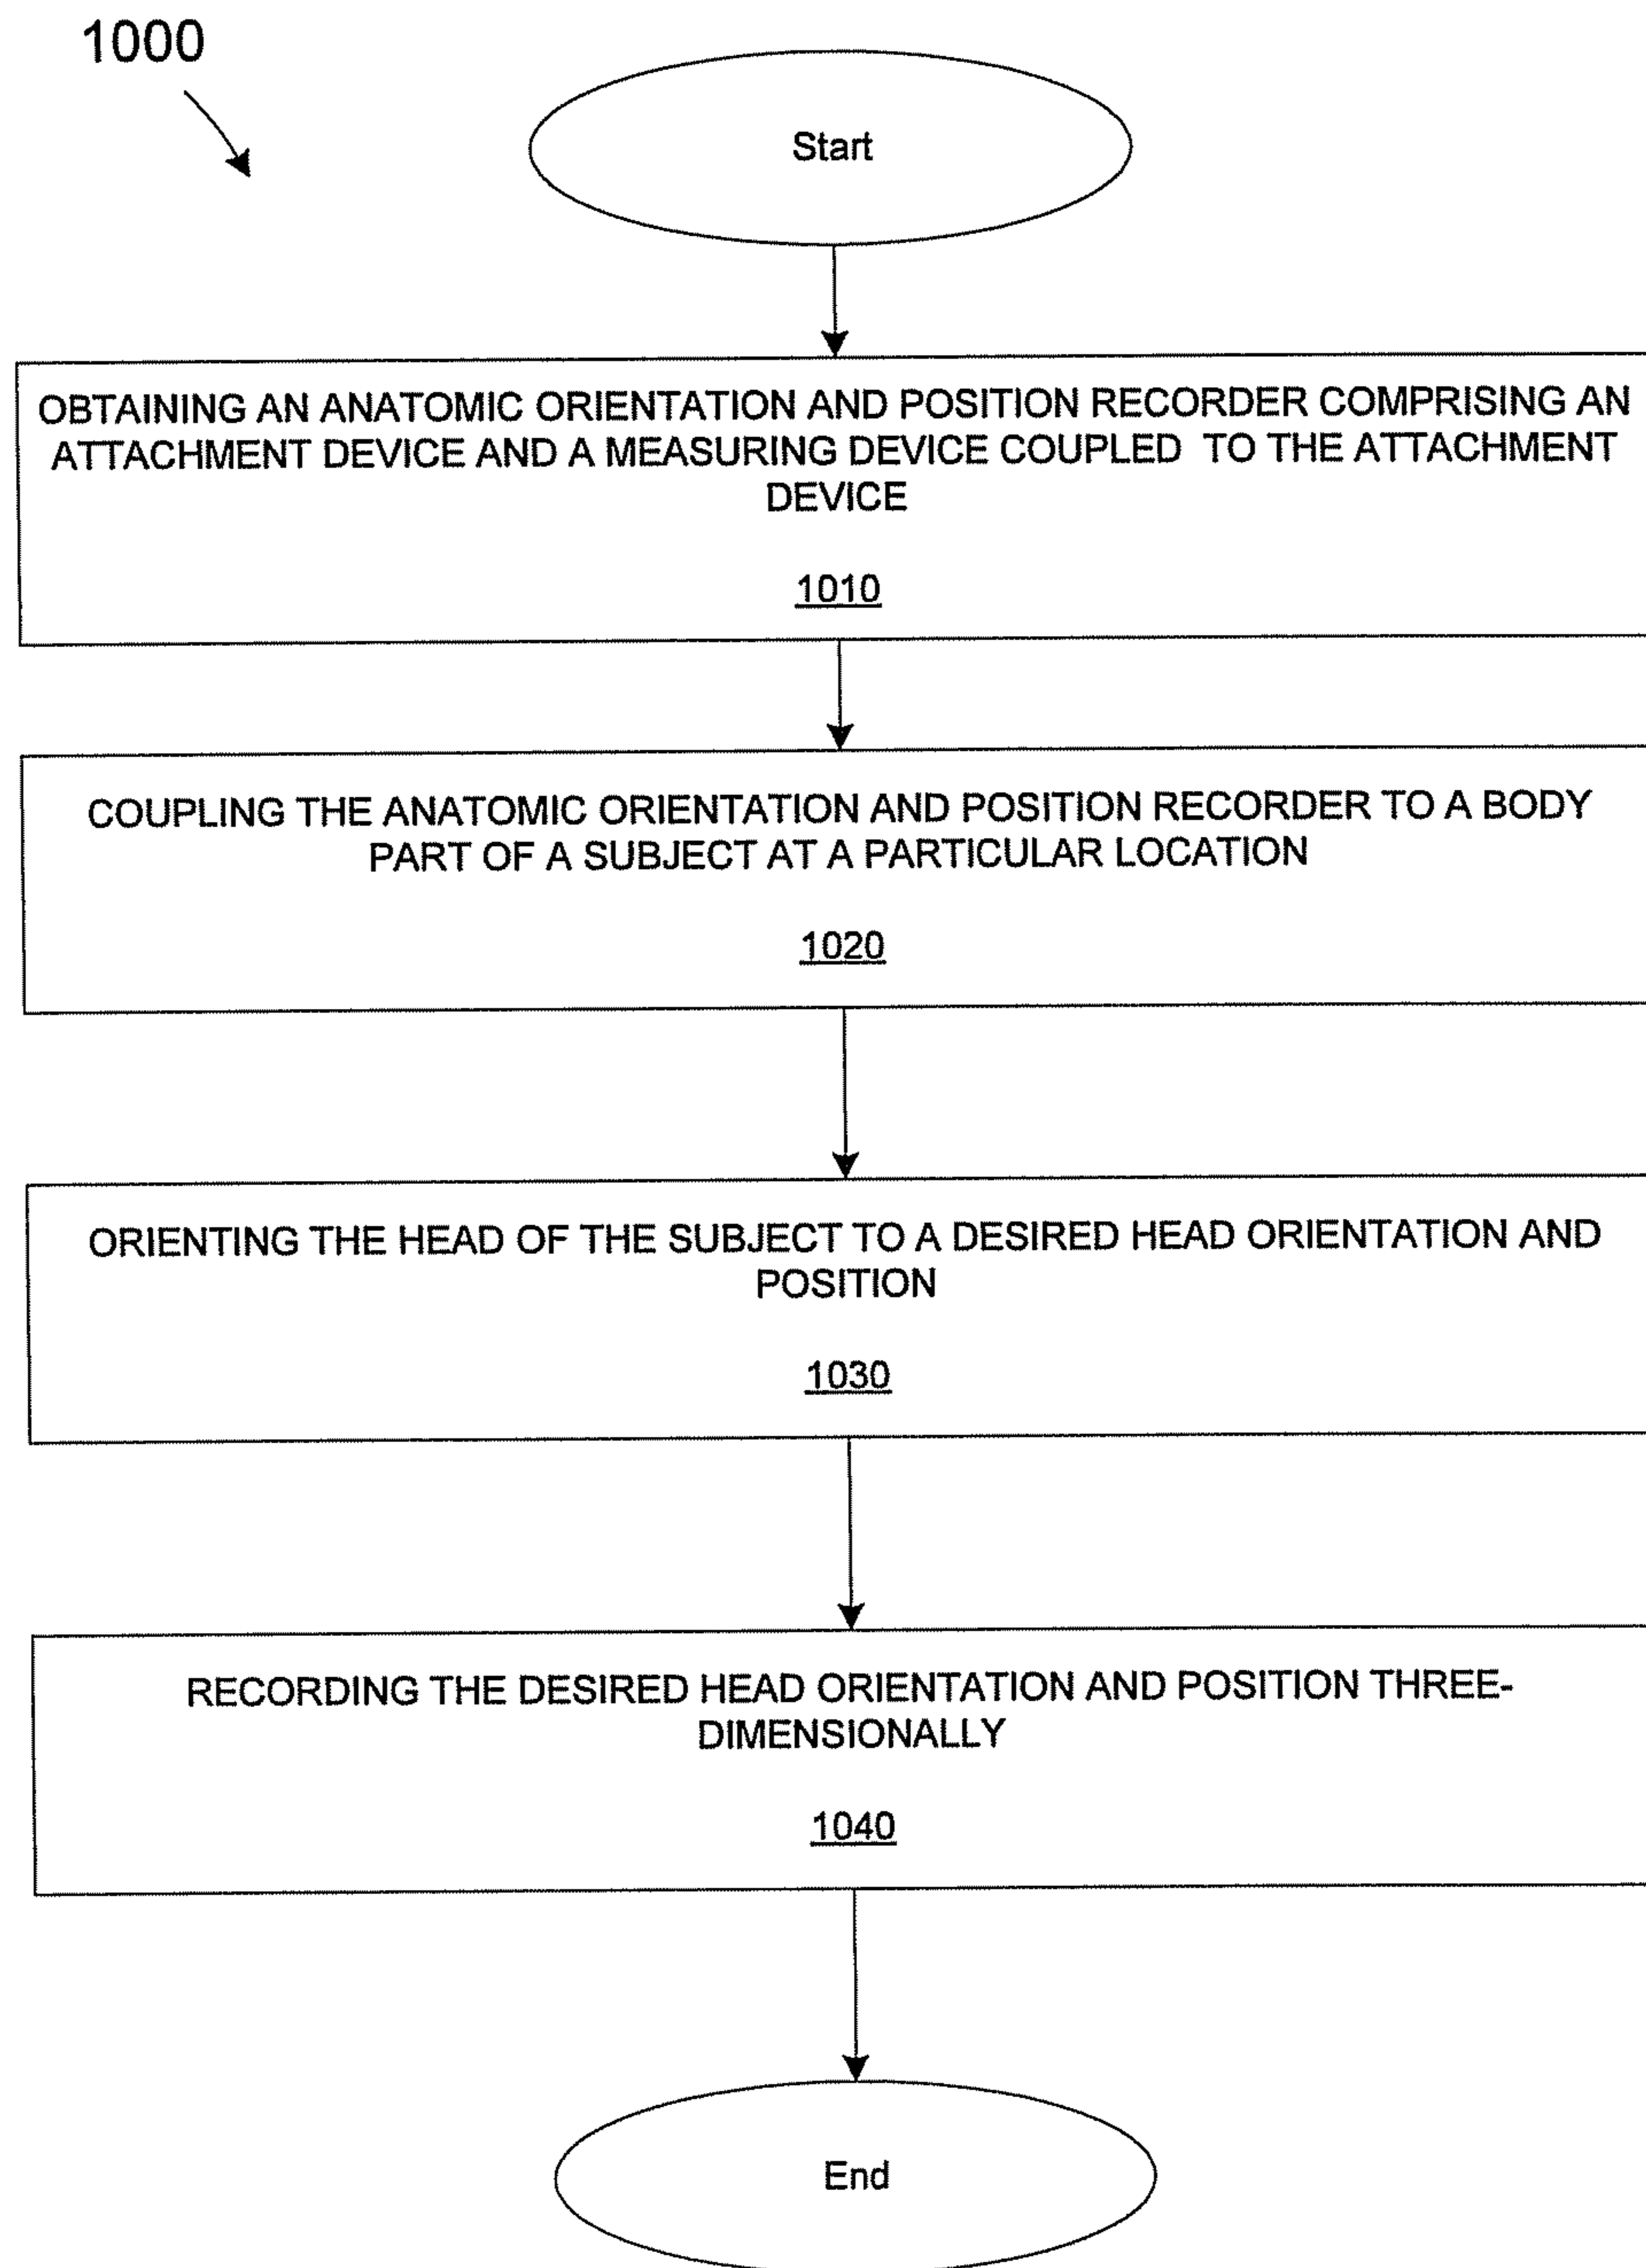 1000
Start
OBTAINING AN ANATOMIC ORIENTATION AND POSITION RECORDER COMPRISING AN
ATTACHMENT DEVICE AND A MEASURING DEVICE COUPLED TO THE ATTACHMENT
DEVICE
1010
COUPLING THE ANATOMIC ORIENTATION AND POSITION RECORDER TO A BODY
PART OF A SUBJECT AT A PARTICULAR LOCATION
1020
ORIENTING THE HEAD OF THE SUBJECT TO A DESIRED HEAD ORIENTATION AND
POSITION
1030
RECORDING THE DESIRED HEAD ORIENTATION AND POSITION THREE-
DIMENSIONALLY
1040
End